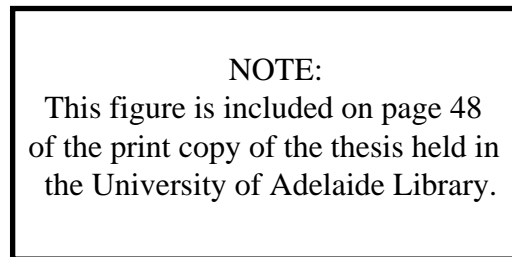 NOTE:
This figure is included on page 48
of the print copy of the thesis held in
the University of Adelaide Library.